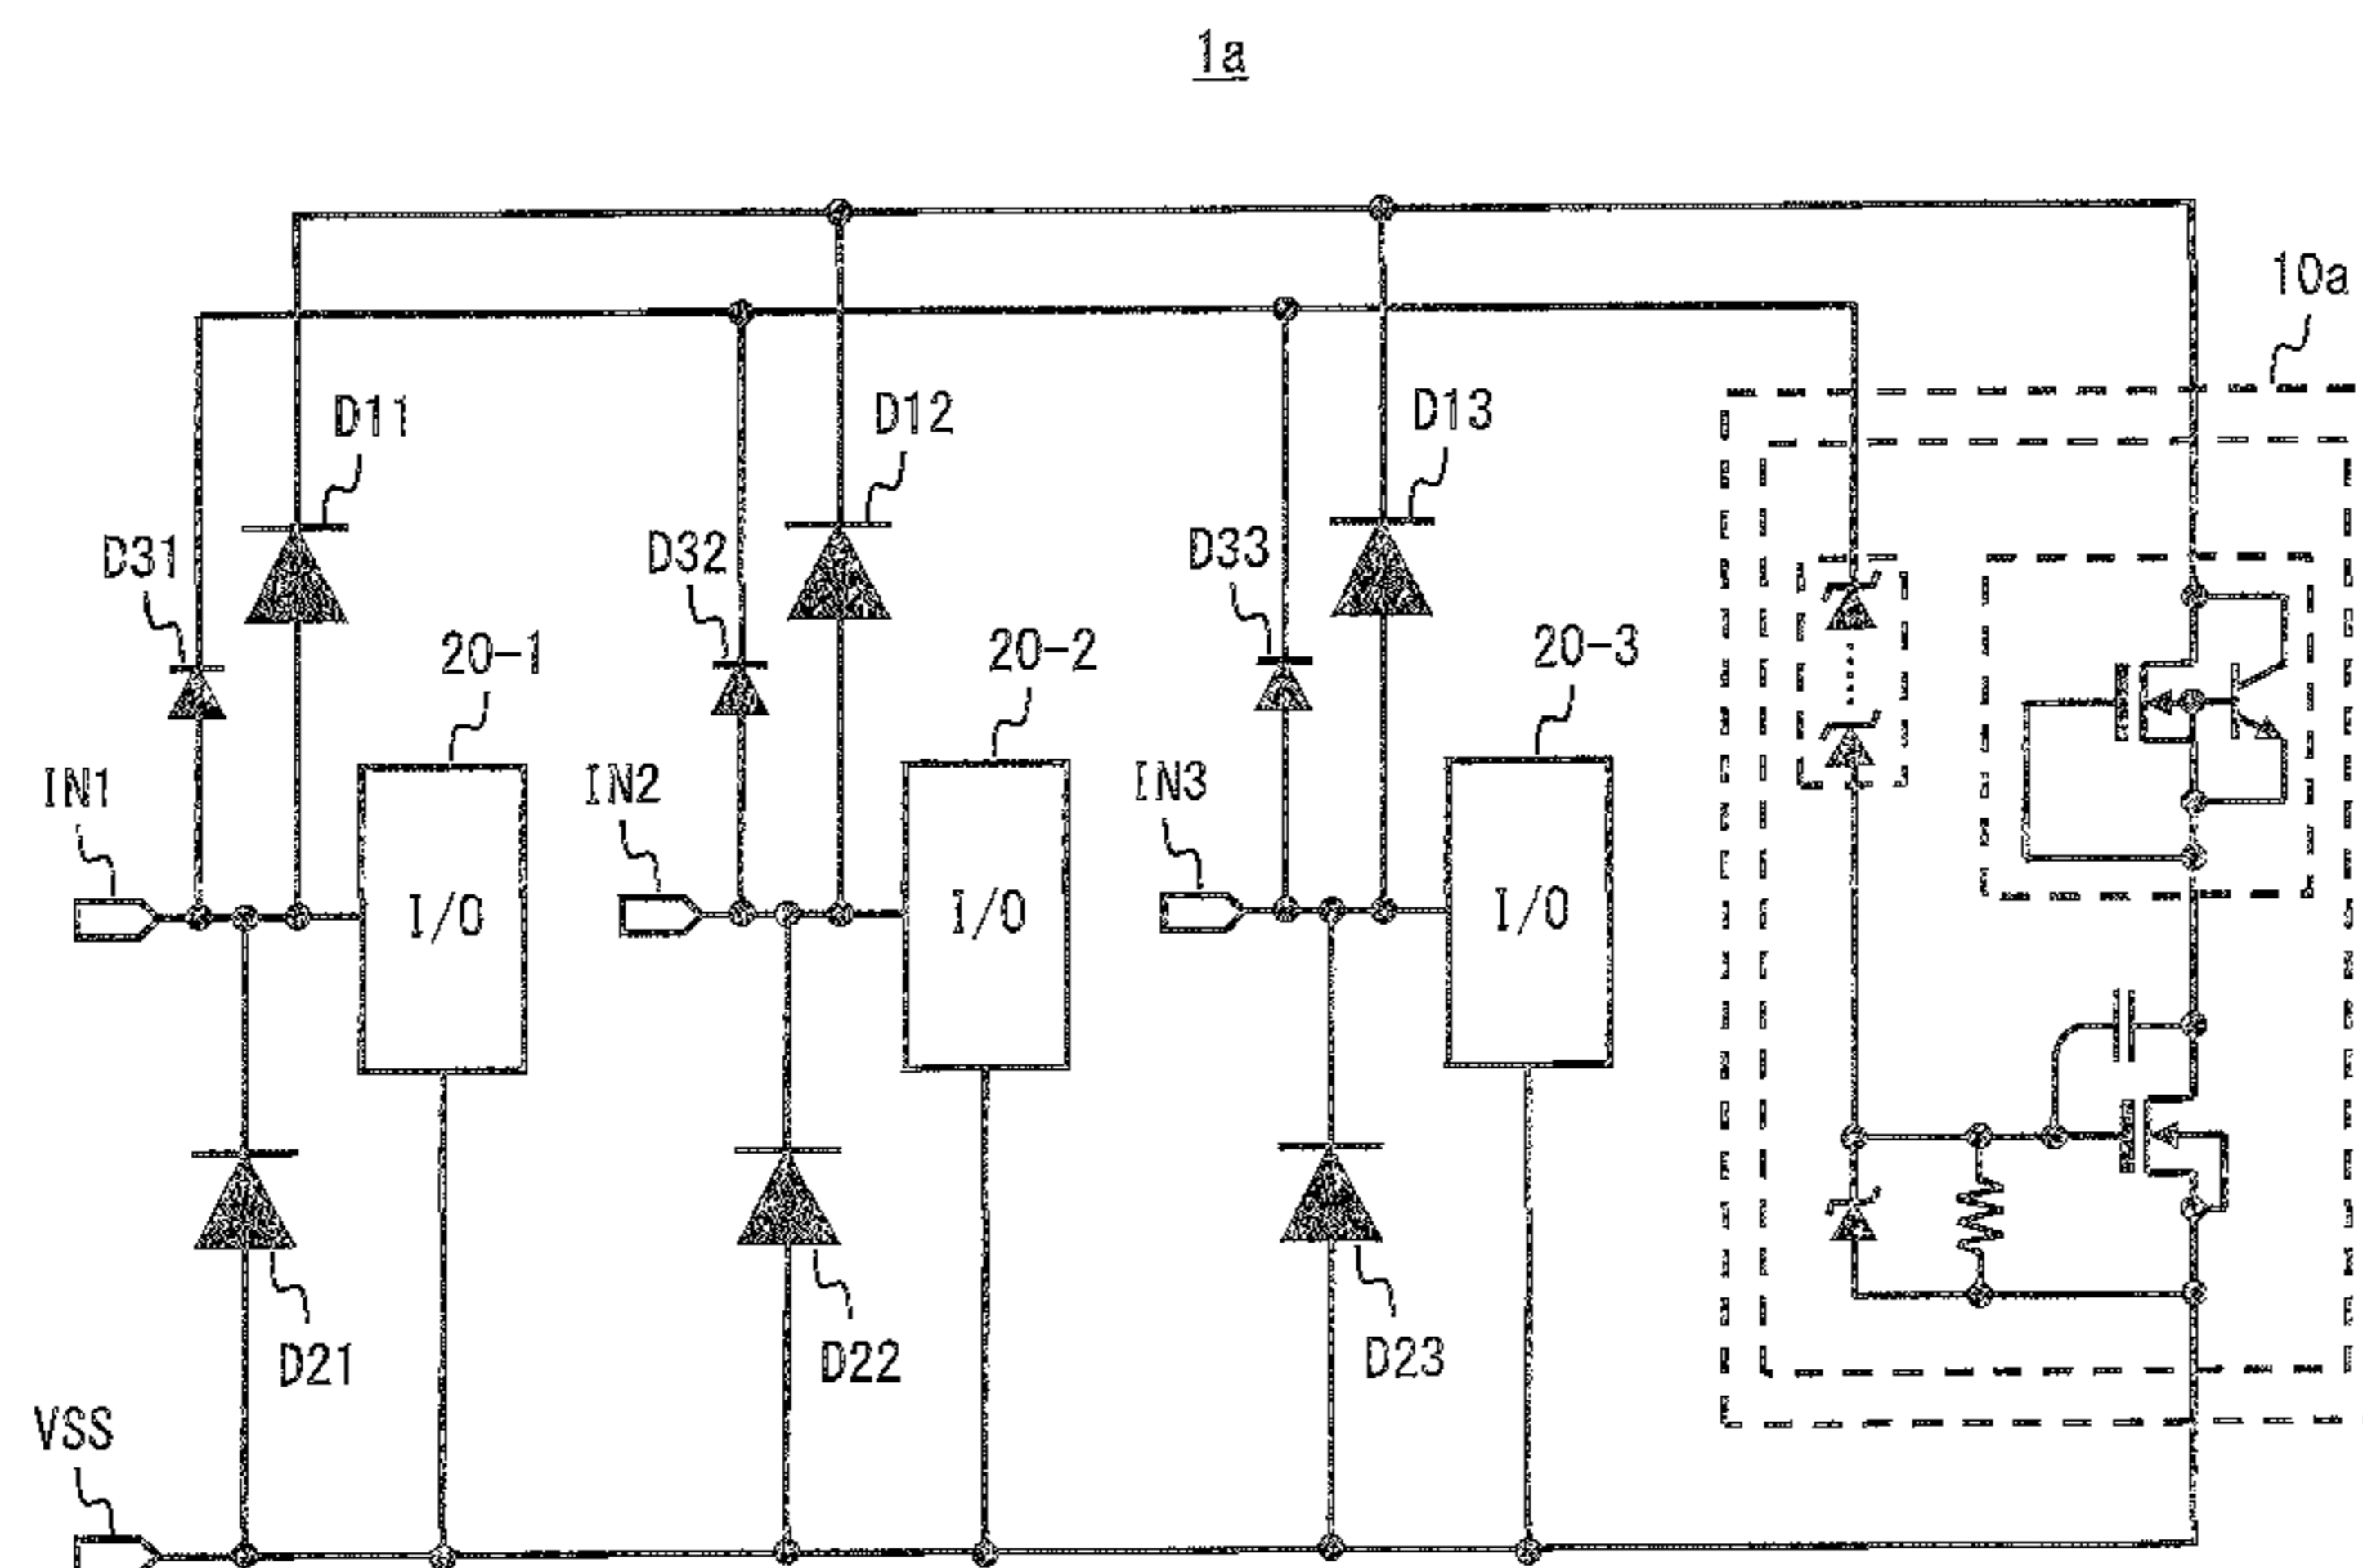 1a
10a
D11
D12
D13
D31
D32
D33
20-1
20-2
20-3
IN1
IN2
IN3
I/O
I/O
I/O
D21
D22
D23
VSS